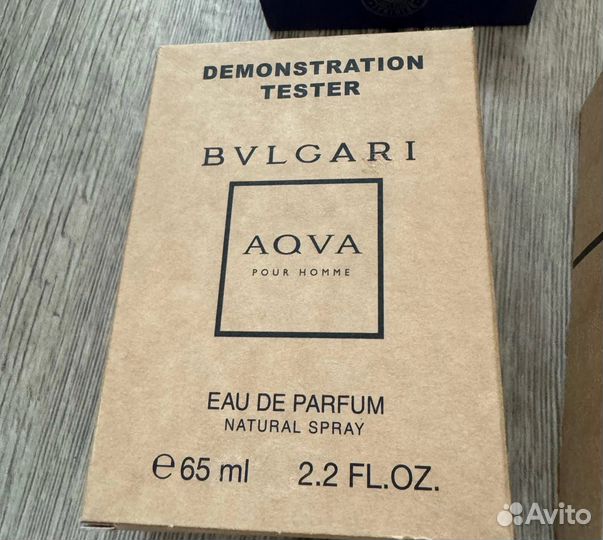 DEMONSTRATION
TESTER
BVLGARI
AQVA
POUR HOMME
EAU DE PARFUM
NATURAL SPRAY
℮ 65 ml 2.2 FL.OZ.
Avito